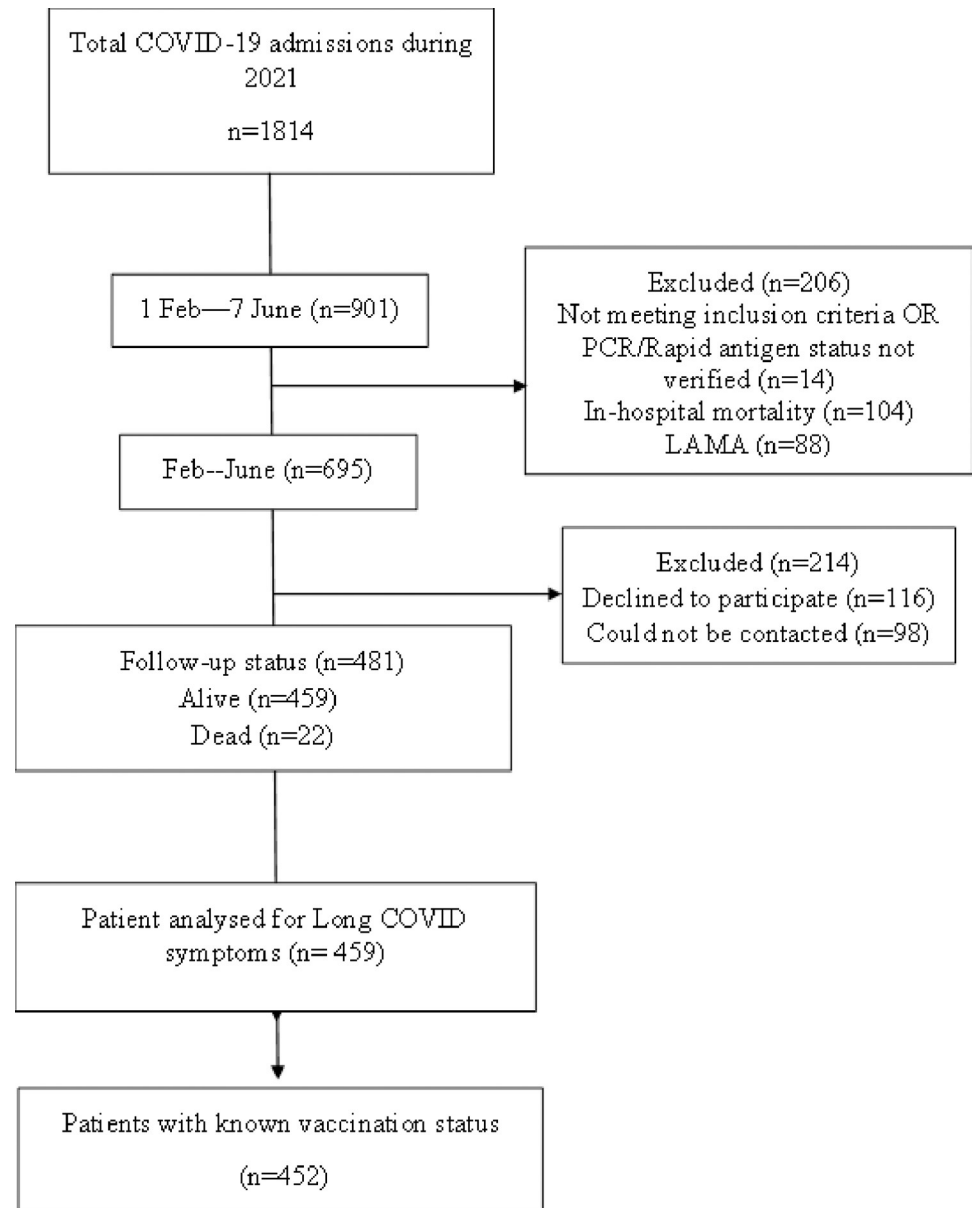 Total COVID-19 admissions during
2021
n=1814
1 Feb—7 June (n=901)
Excluded (n=206)
Not meeting inclusion criteria OR
PCR/Rapid antigen status not
verified (n=14)
In-hospital mortality (n=104)
LAMA (n=88)
Feb--June (n=695)
Excluded (n=214)
Declined to participate (n=116)
Could not be contacted (n=98)
Follow-up status (n=481)
Alive (n=459)
Dead (n=22)
Patient analysed for Long COVID
symptoms (n= 459)
Patients with known vaccination status
(n=452)